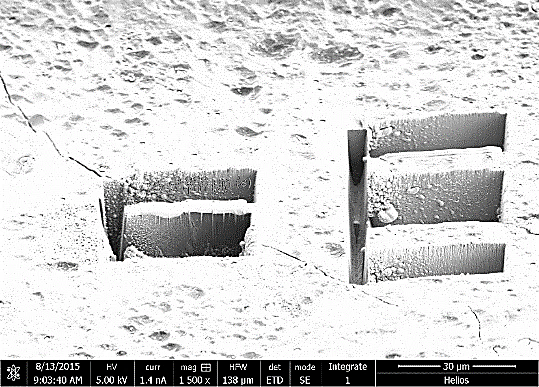 8/13/2015 HV curr mag HFW det mode Integrate 30 µm
9:03:40 AM 5.00 kV 1.4 nA 1 500 x 138 µm ETD SE 1 Helios